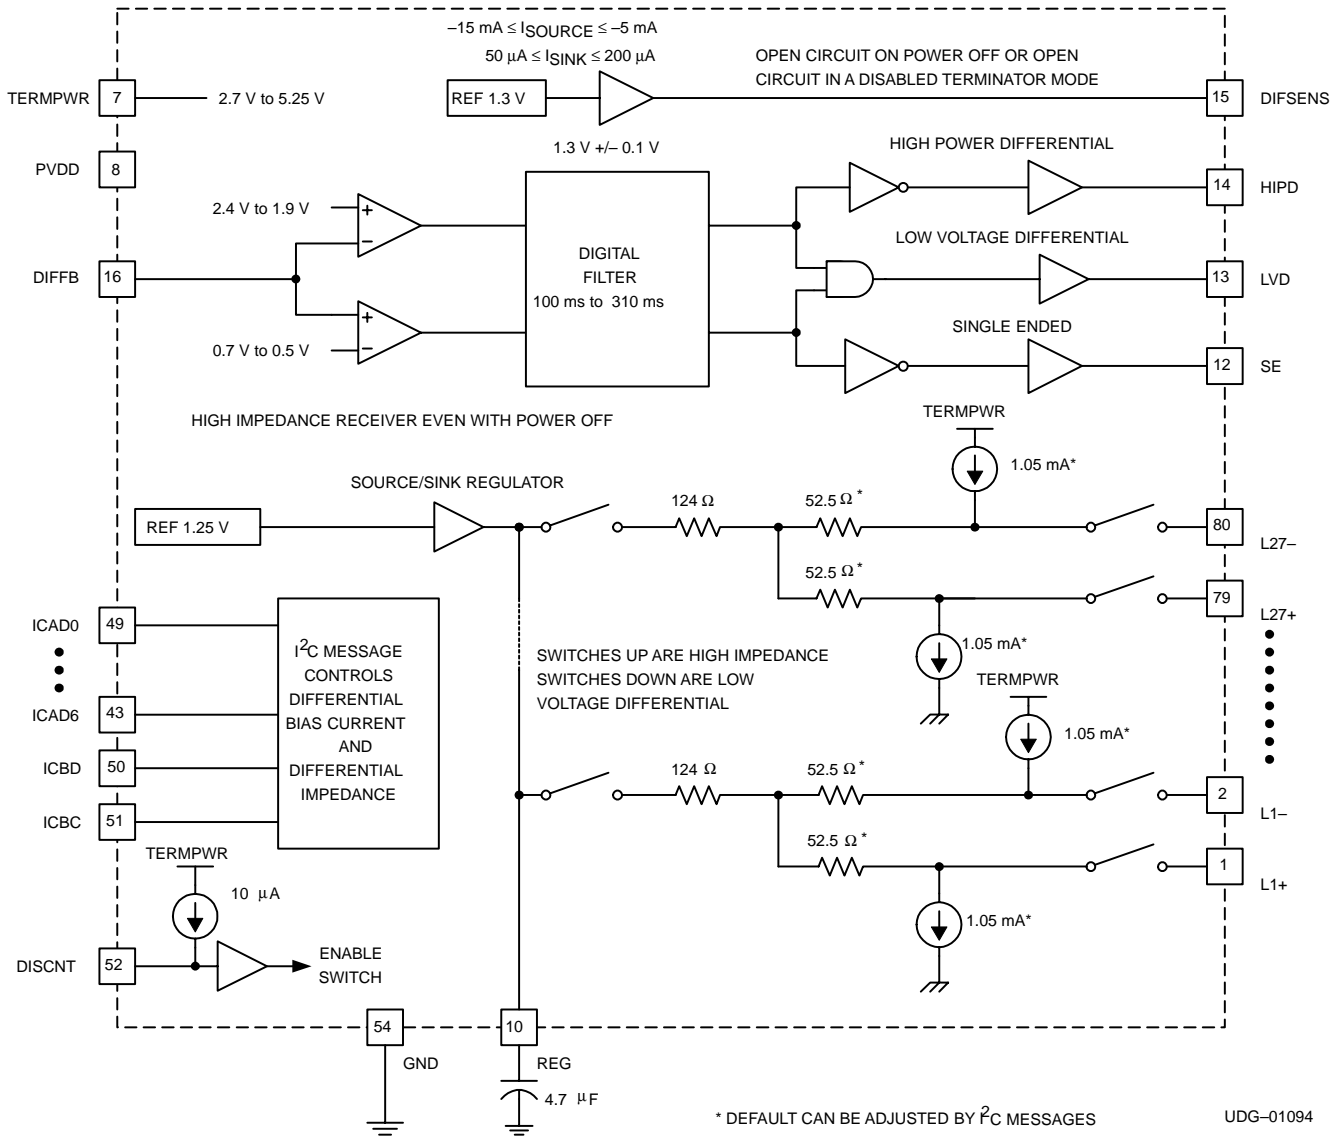 –15 mA ≤ ISOURCE ≤ –5 mA
50 µA ≤ ISINK ≤ 200 µA
OPEN CIRCUIT ON POWER OFF OR OPEN
CIRCUIT IN A DISABLED TERMINATOR MODE
TERMPWR 7 2.7 V to 5.25 V
REF 1.3 V
15 DIFSENS
1.3 V +/– 0.1 V
HIGH POWER DIFFERENTIAL
PVDD 8
14 HIPD
2.4 V to 1.9 V
+
–
LOW VOLTAGE DIFFERENTIAL
DIGITAL
FILTER
100 ms to 310 ms
DIFFB 16
13 LVD
+
–
0.7 V to 0.5 V
SINGLE ENDED
12 SE
HIGH IMPEDANCE RECEIVER EVEN WITH POWER OFF
TERMPWR
1.05 mA*
SOURCE/SINK REGULATOR
124 Ω
52.5 Ω*
REF 1.25 V
80 L27–
52.5 Ω*
79 L27+
1.05 mA*
ICAD0 49
ICAD6 43
ICBD 50
ICBC 51
I2C MESSAGE
CONTROLS
DIFFERENTIAL
BIAS CURRENT
AND
DIFFERENTIAL
IMPEDANCE
SWITCHES UP ARE HIGH IMPEDANCE
SWITCHES DOWN ARE LOW
VOLTAGE DIFFERENTIAL
TERMPWR
1.05 mA*
124 Ω
52.5 Ω*
2 L1–
52.5 Ω*
1 L1+
1.05 mA*
TERMPWR
10 µA
DISCNT 52
ENABLE
SWITCH
54 GND
10 REG
4.7 µF
* DEFAULT CAN BE ADJUSTED BY I2C MESSAGES
UDG–01094